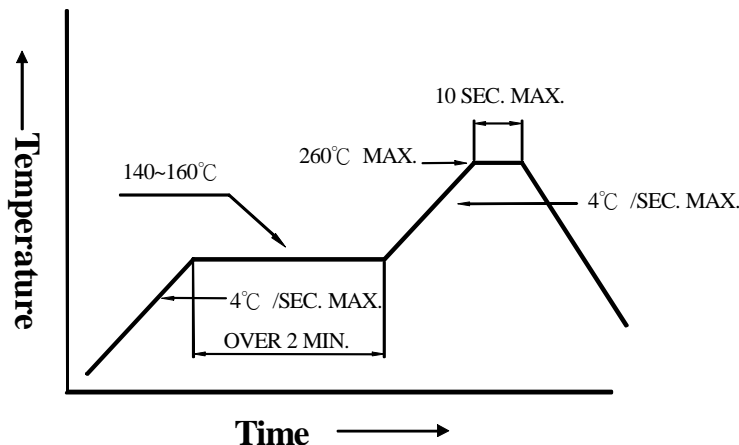 10 SEC. MAX.
260℃ MAX.
140~160℃
4℃ /SEC. MAX.
4℃ /SEC. MAX.
OVER 2 MIN.
Temperature
Time